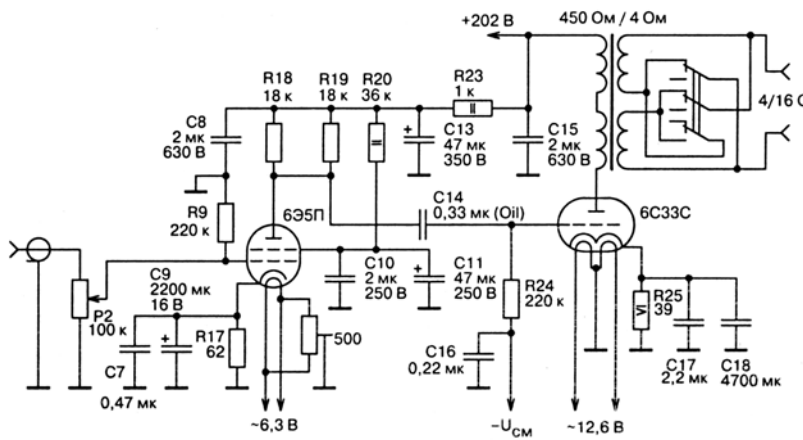 +202 В
450 Ом / 4 Ом
R18
18 к
R19
18 к
R20
36 к
R23
1 к
C8
2 мк
630 В
C13
47 мк
350 В
C15
2 мк
630 В
4/16 О
R9
220 к
6Э5П
C14
0,33 мк (Oil)
6С33С
C9
2200 мк
16 В
C10
2 мк
250 В
C11
47 мк
250 В
R24
220 к
R25
39
P2
100 к
R17
62
500
C7
0,47 мк
C16
0,22 мк
C17
2,2 мк
C18
4700 мк
~6,3 В
–Uсм
~12,6 В